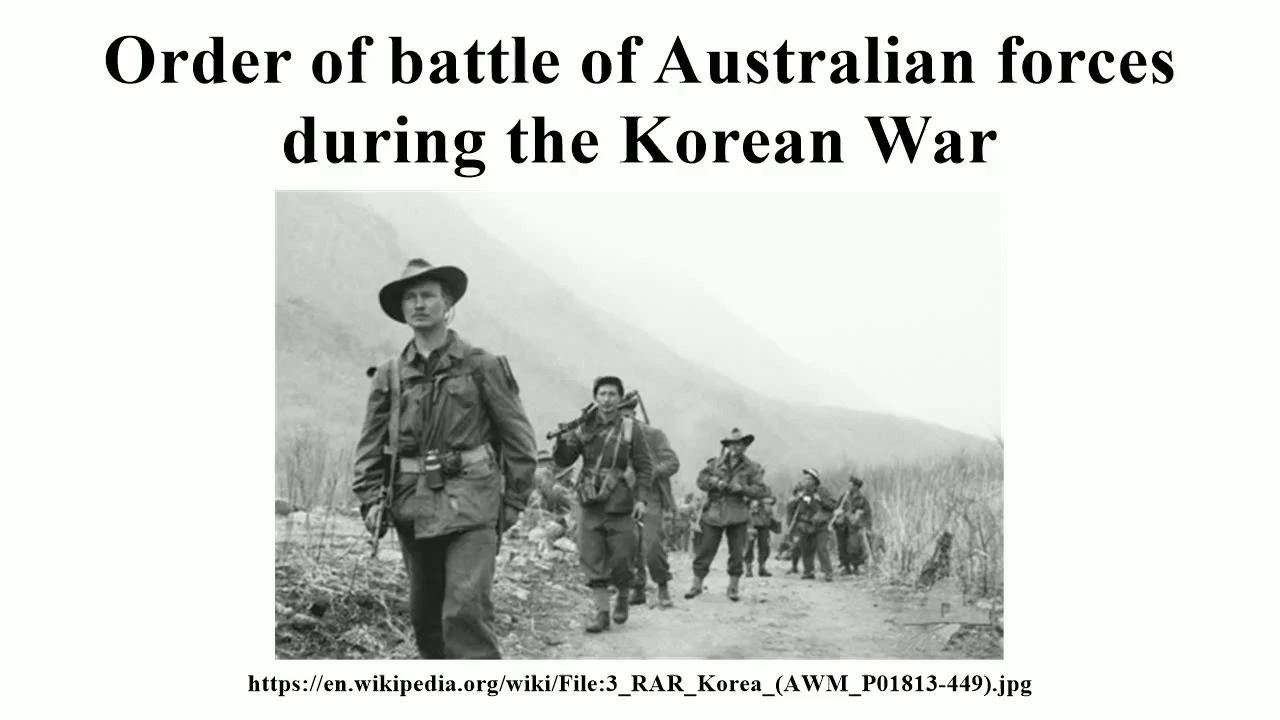 Order of battle of Australian forces
during the Korean War
https://en.wikipedia.org/wiki/File:3_RAR_Korea_(AWM_P01813-449).jpg